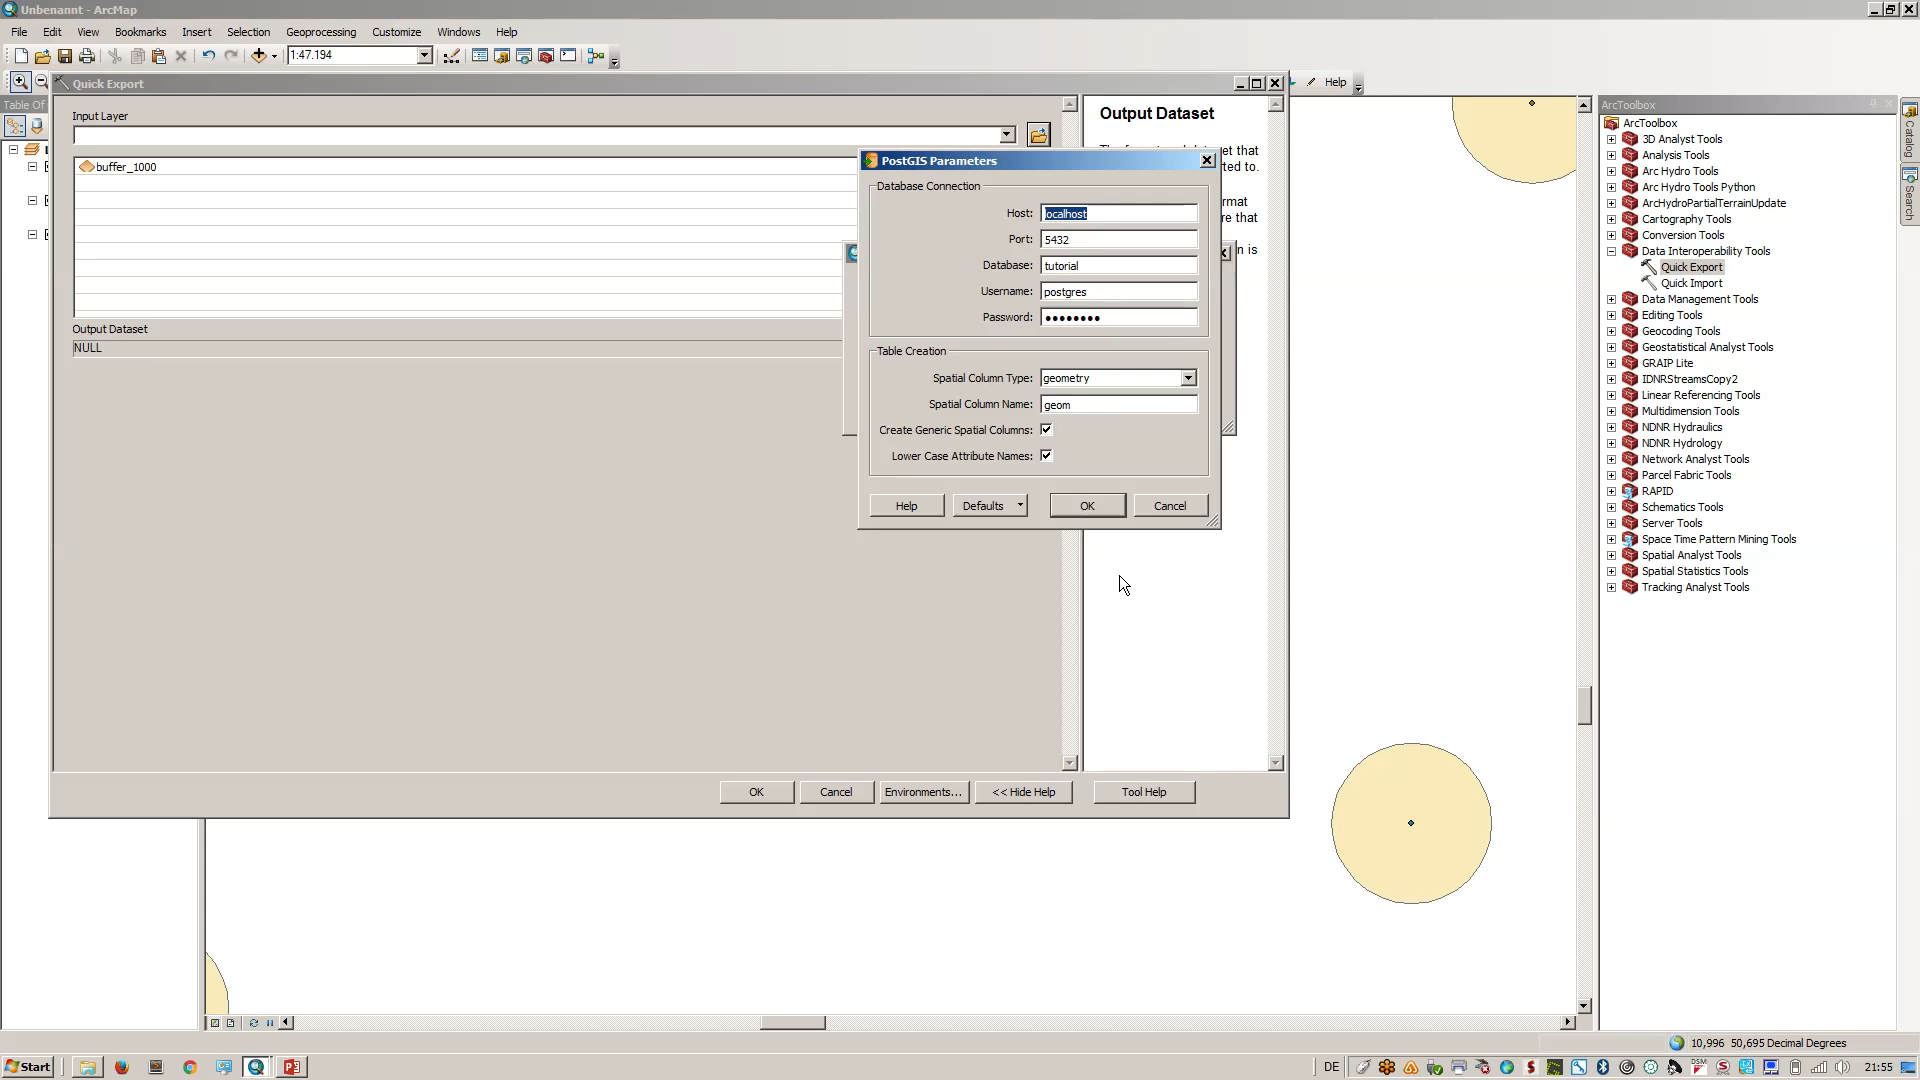 Unbenannt - ArcMap
File Edit View Bookmarks Insert Selection Geoprocessing Customize Windows Help
1:47.194
Quick Export
Help
Table Of
Input Layer
buffer_1000
Output Dataset
NULL
OK
Cancel
Environments...
<< Hide Help
Tool Help
Output Dataset
et that
ted to.
rmat
re that
n is
PostGIS Parameters
Database Connection
Host: localhost
Port: 5432
Database: tutorial
Username: postgres
Password: ●●●●●●●●
Table Creation
Spatial Column Type: geometry
Spatial Column Name: geom
Create Generic Spatial Columns:
Lower Case Attribute Names:
Help
Defaults
OK
Cancel
ArcToolbox
ArcToolbox
3D Analyst Tools
Analysis Tools
Arc Hydro Tools
Arc Hydro Tools Python
ArcHydroPartialTerrainUpdate
Cartography Tools
Conversion Tools
Data Interoperability Tools
Quick Export
Quick Import
Data Management Tools
Editing Tools
Geocoding Tools
Geostatistical Analyst Tools
GRAIP Lite
IDNRStreamsCopy2
Linear Referencing Tools
Multidimension Tools
NDNR Hydraulics
NDNR Hydrology
Network Analyst Tools
Parcel Fabric Tools
RAPID
Schematics Tools
Server Tools
Space Time Pattern Mining Tools
Spatial Analyst Tools
Spatial Statistics Tools
Tracking Analyst Tools
Catalog
Search
10,996 50,695 Decimal Degrees
Start
DE
21:55